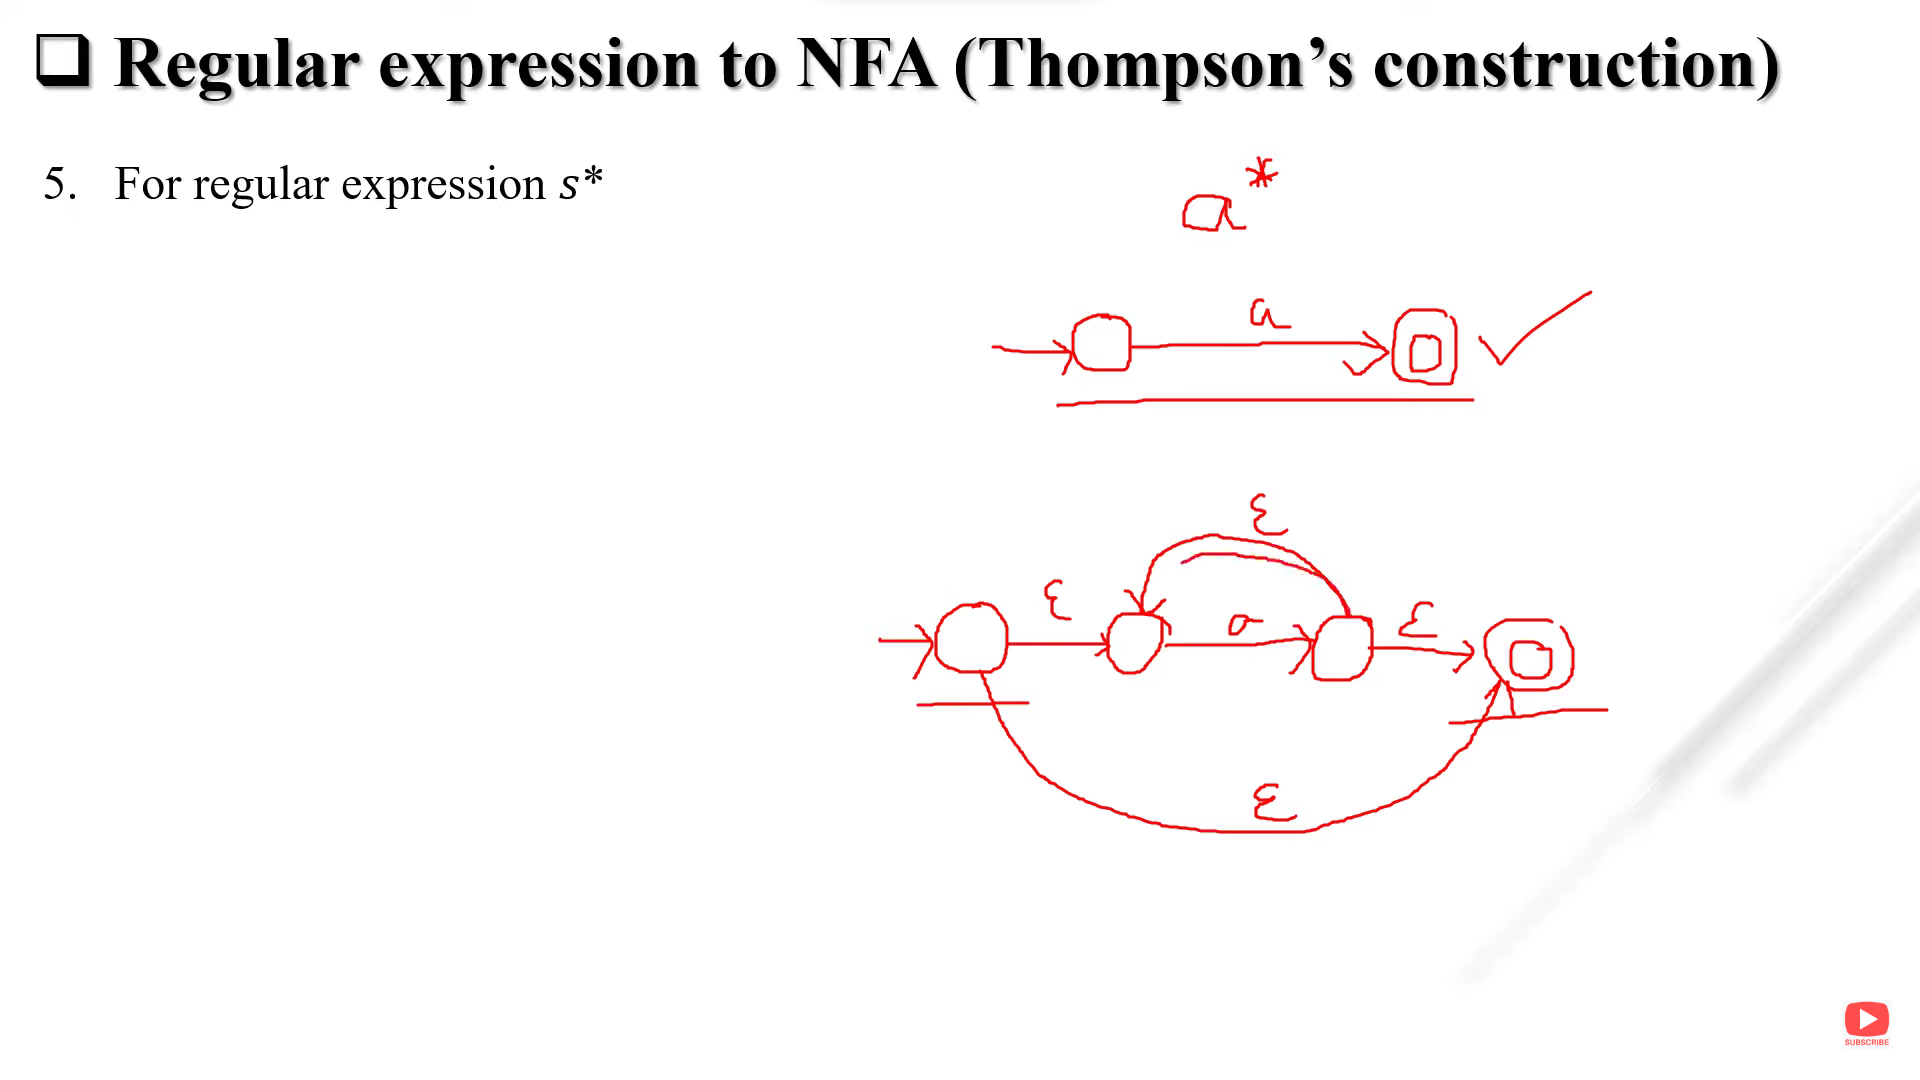 ❑ Regular expression to NFA (Thompson’s construction)
5. For regular expression s*
a*
a
ε
ε a ε
ε
SUBSCRIBE